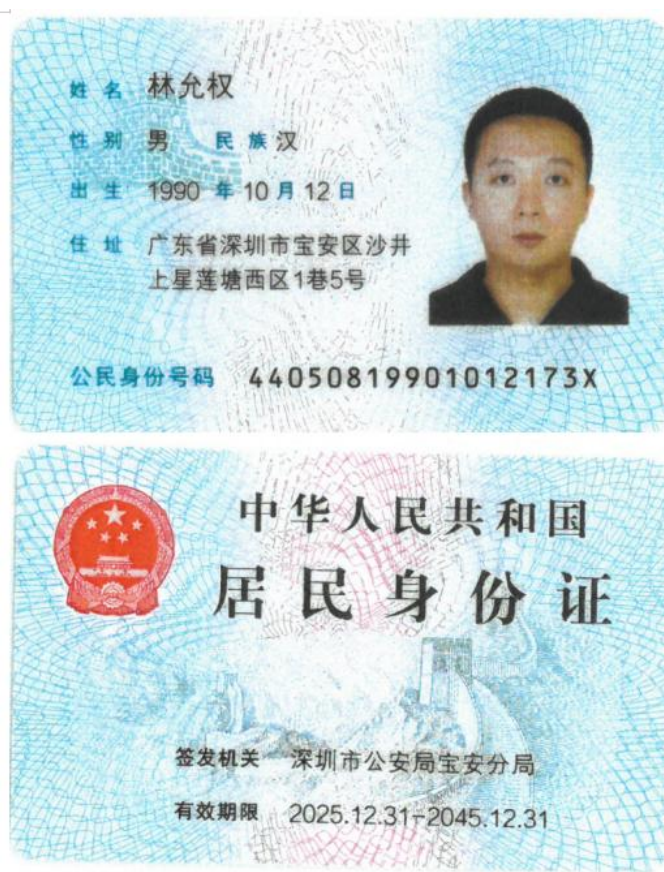 姓名 林允权
性别 男 民族 汉
出生 1990 年 10 月 12 日
住址 广东省深圳市宝安区沙井
上星莲塘西区1巷5号
公民身份号码 44050819901012173X
中华人民共和国
居民身份证
签发机关 深圳市公安局宝安分局
有效期限 2025.12.31-2045.12.31